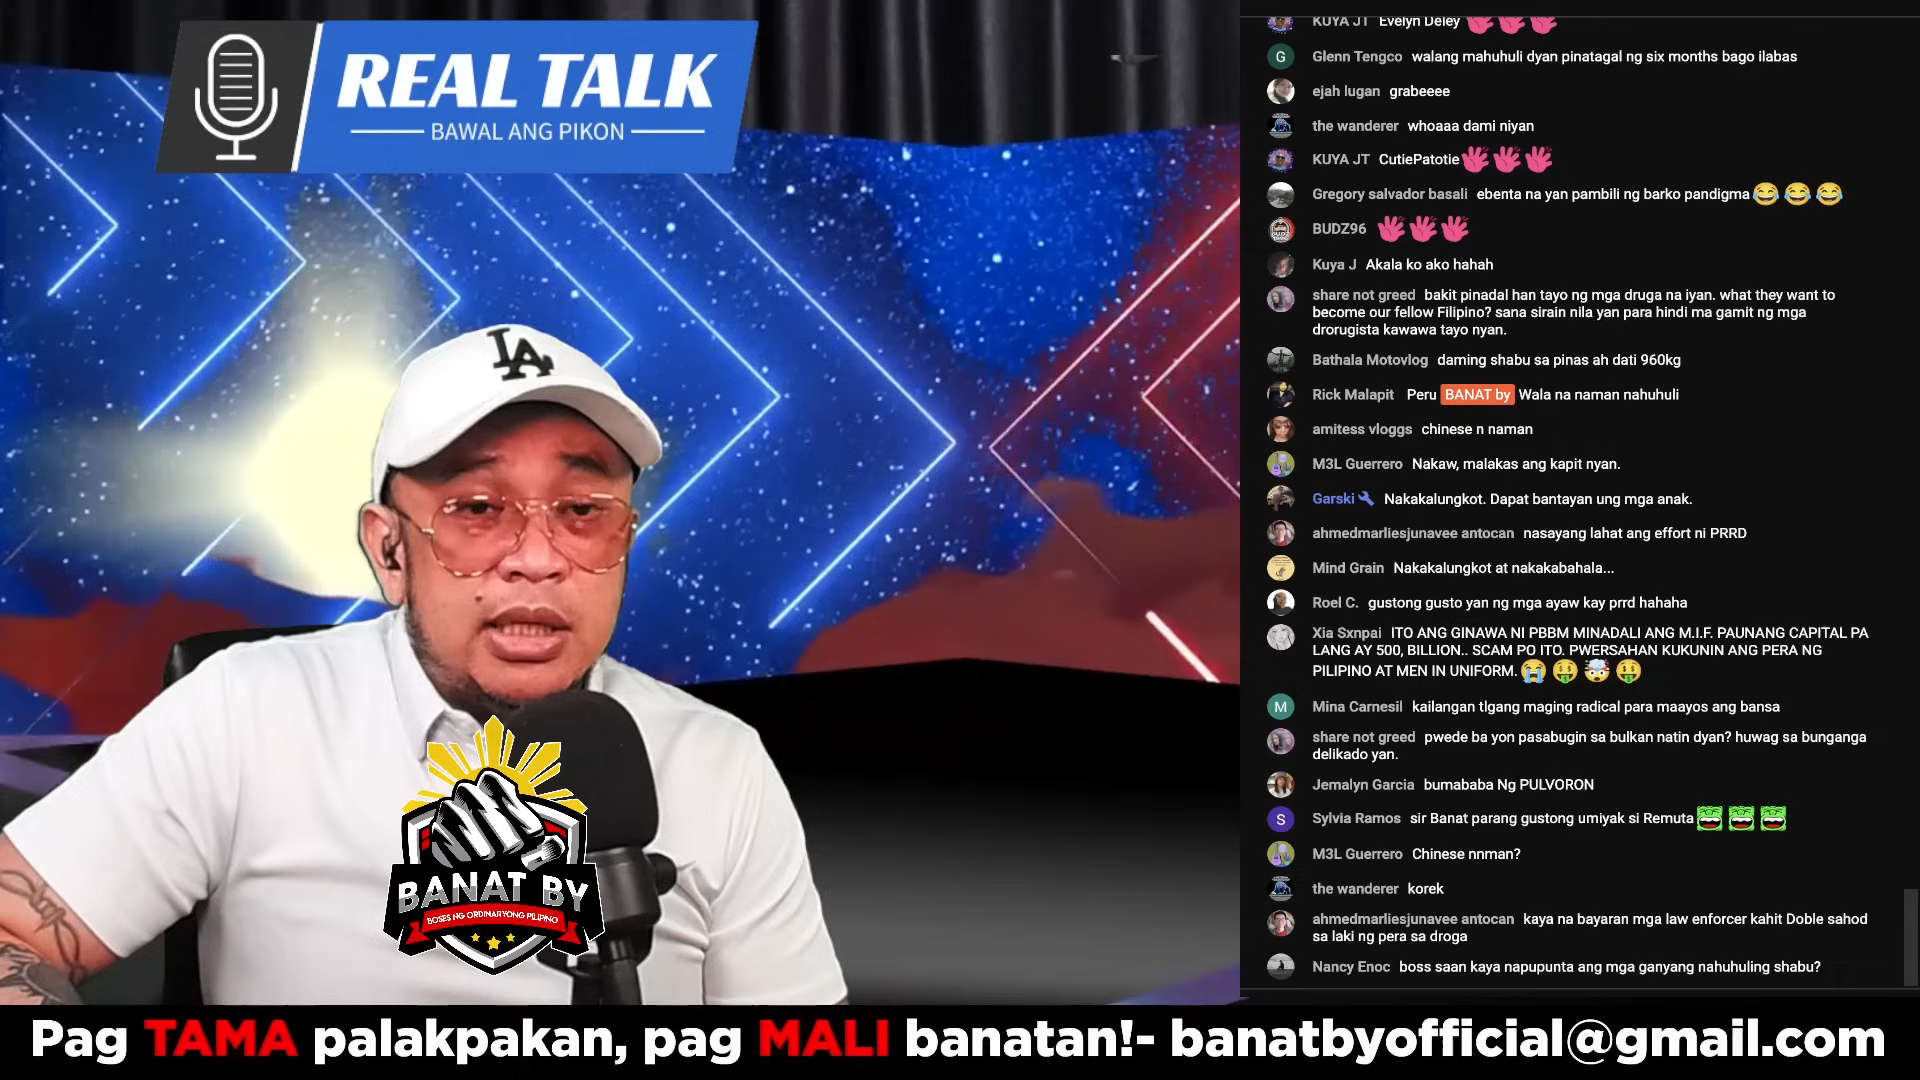 REAL TALK
BAWAL ANG PIKON
LA
BANAT BY
BOSES NG ORDINARYONG PILIPINO
KUYA JT Evelyn Deley
G Glenn Tengco walang mahuhuli dyan pinatagal ng six months bago ilabas
ejah lugan grabeeee
the wanderer whoaaa dami niyan
KUYA JT CutiePatotie
Gregory salvador basali ebenta na yan pambili ng barko pandigma 😂 😂 😂
BUDZ96
Kuya J Akala ko ako hahah
share not greed bakit pinadal han tayo ng mga druga na iyan. what they want to
become our fellow Filipino? sana sirain nila yan para hindi ma gamit ng mga
drorugista kawawa tayo nyan.
Bathala Motovlog daming shabu sa pinas ah dati 960kg
Rick Malapit Peru BANAT by Wala na naman nahuhuli
amitess vloggs chinese n naman
M3L Guerrero Nakaw, malakas ang kapit nyan.
Garski Nakakalungkot. Dapat bantayan ung mga anak.
ahmedmarliesjunavee antocan nasayang lahat ang effort ni PRRD
Mind Grain Nakakalungkot at nakakabahala...
Roel C. gustong gusto yan ng mga ayaw kay prrd hahaha
Xia Sxnpai ITO ANG GINAWA NI PBBM MINADALI ANG M.I.F. PAUNANG CAPITAL PA
LANG AY 500, BILLION.. SCAM PO ITO. PWERSAHAN KUKUNIN ANG PERA NG
PILIPINO AT MEN IN UNIFORM. 😭 🤑 🤯 🤑
M Mina Carnesil kailangan tlgang maging radical para maayos ang bansa
share not greed pwede ba yon pasabugin sa bulkan natin dyan? huwag sa bunganga
delikado yan.
Jemalyn Garcia bumababa Ng PULVORON
S Sylvia Ramos sir Banat parang gustong umiyak si Remuta
M3L Guerrero Chinese nnman?
the wanderer korek
ahmedmarliesjunavee antocan kaya na bayaran mga law enforcer kahit Doble sahod
sa laki ng pera sa droga
Nancy Enoc boss saan kaya napupunta ang mga ganyang nahuhuling shabu?
Pag TAMA palakpakan, pag MALI banatan!- banatbyofficial@gmail.com